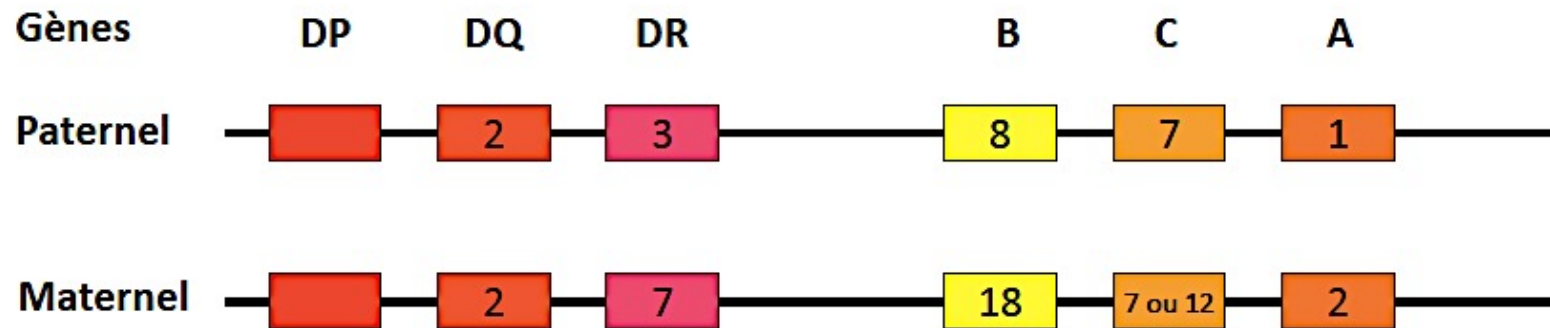 Gènes DP DQ DR B C A
Paternel 2 3 8 7 1
Maternel 2 7 18 7 ou 12 2